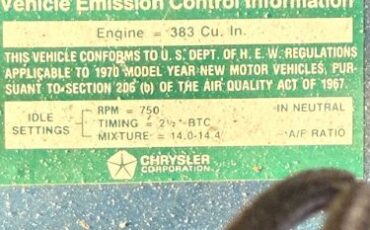 Vehicle Emission Control Information
Engine = 383 Cu. In.
THIS VEHICLE CONFORMS TO U. S. DEPT. OF H. E. W. REGULATIONS
APPLICABLE TO 1970 MODEL YEAR NEW MOTOR VEHICLES, PUR-
SUANT TO SECTION 206 (b) OF THE AIR QUALITY ACT OF 1967.
IDLE SETTINGS
RPM = 750 IN NEUTRAL
TIMING = 2½° BTC
MIXTURE = 14.0-14.4 A/F RATIO
CHRYSLER
CORPORATION